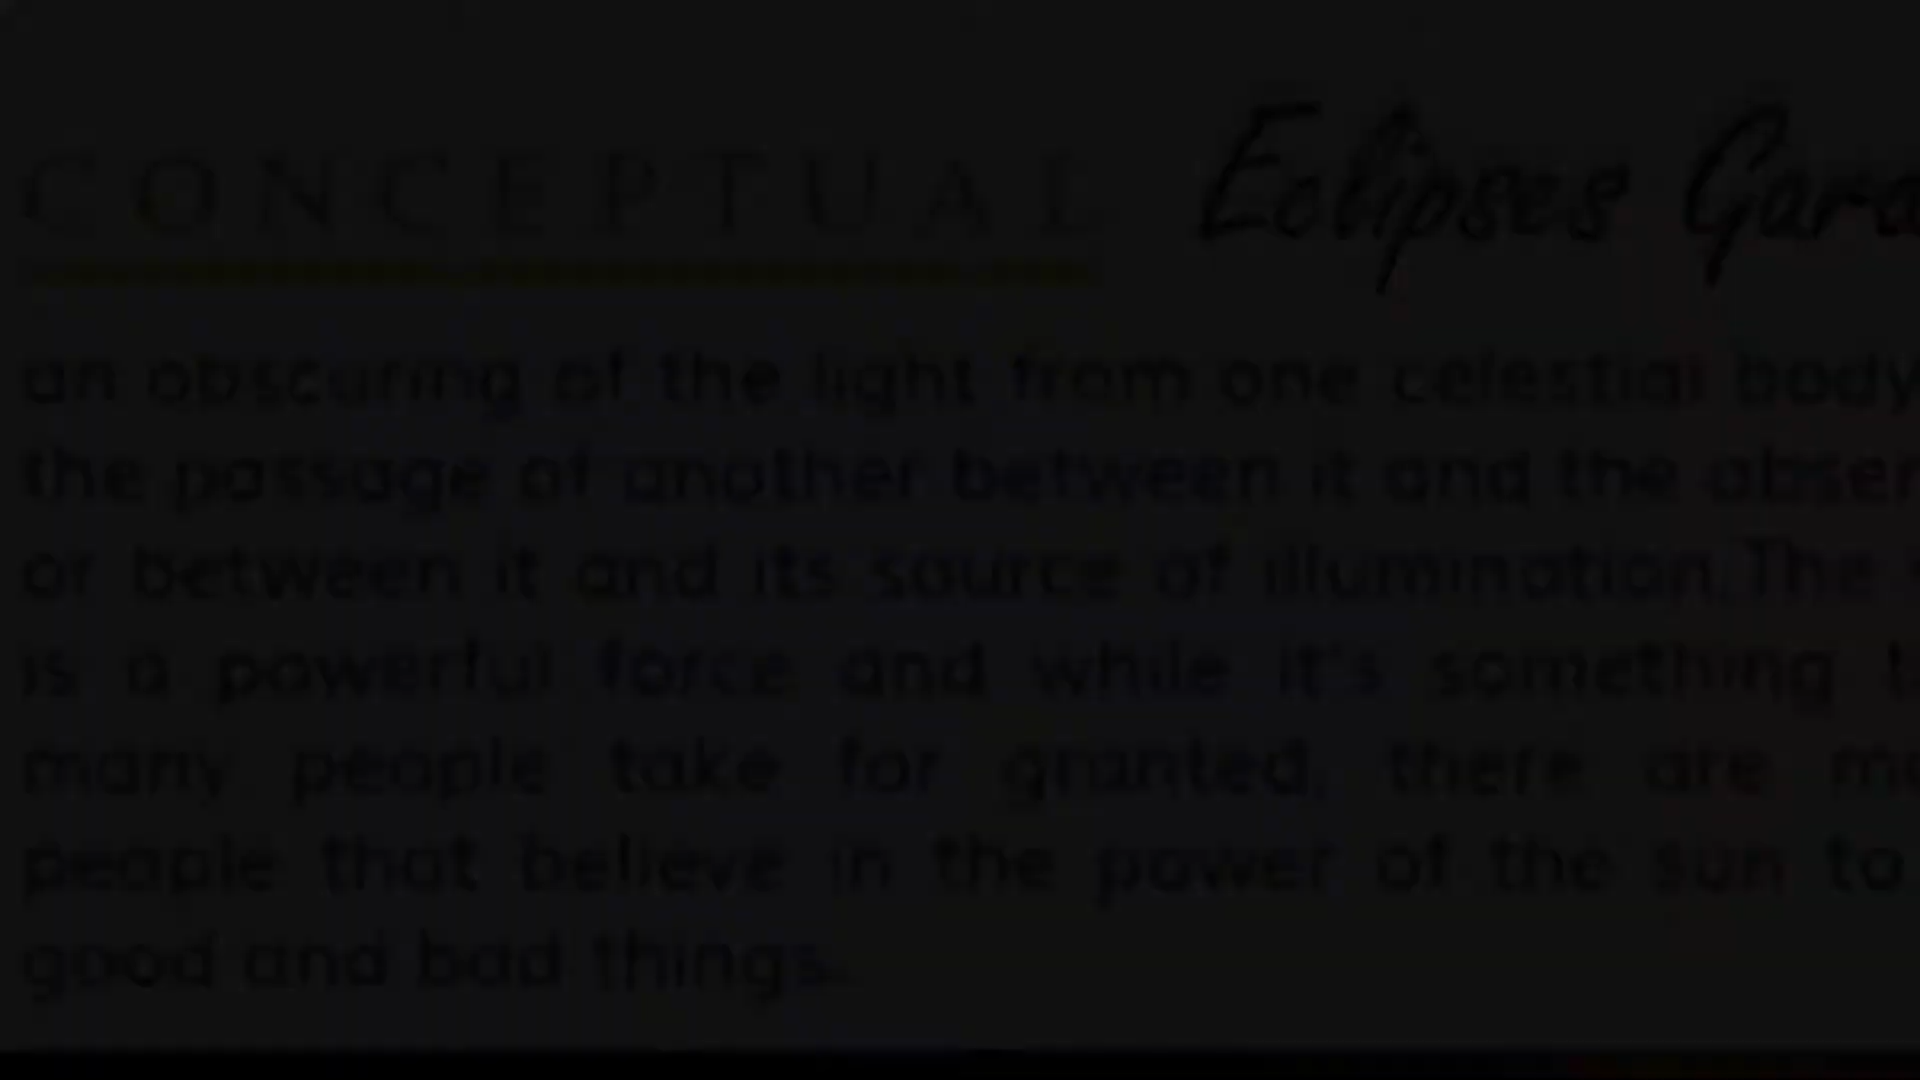 CONCEPTUAL Eclipses
an obscuring of the light from one celestial body
the passage of another between it and the
or between it and its source of illumination.The
is a powerful force and while it's something
many people take for granted, there are
people that believe in the power of the sun to
good and bad things.